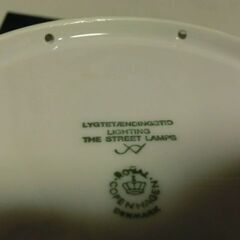 LYGTETÆNDINGSTID
LIGHTING
THE STREET LAMPS
ROYAL
COPENHAGEN
DENMARK